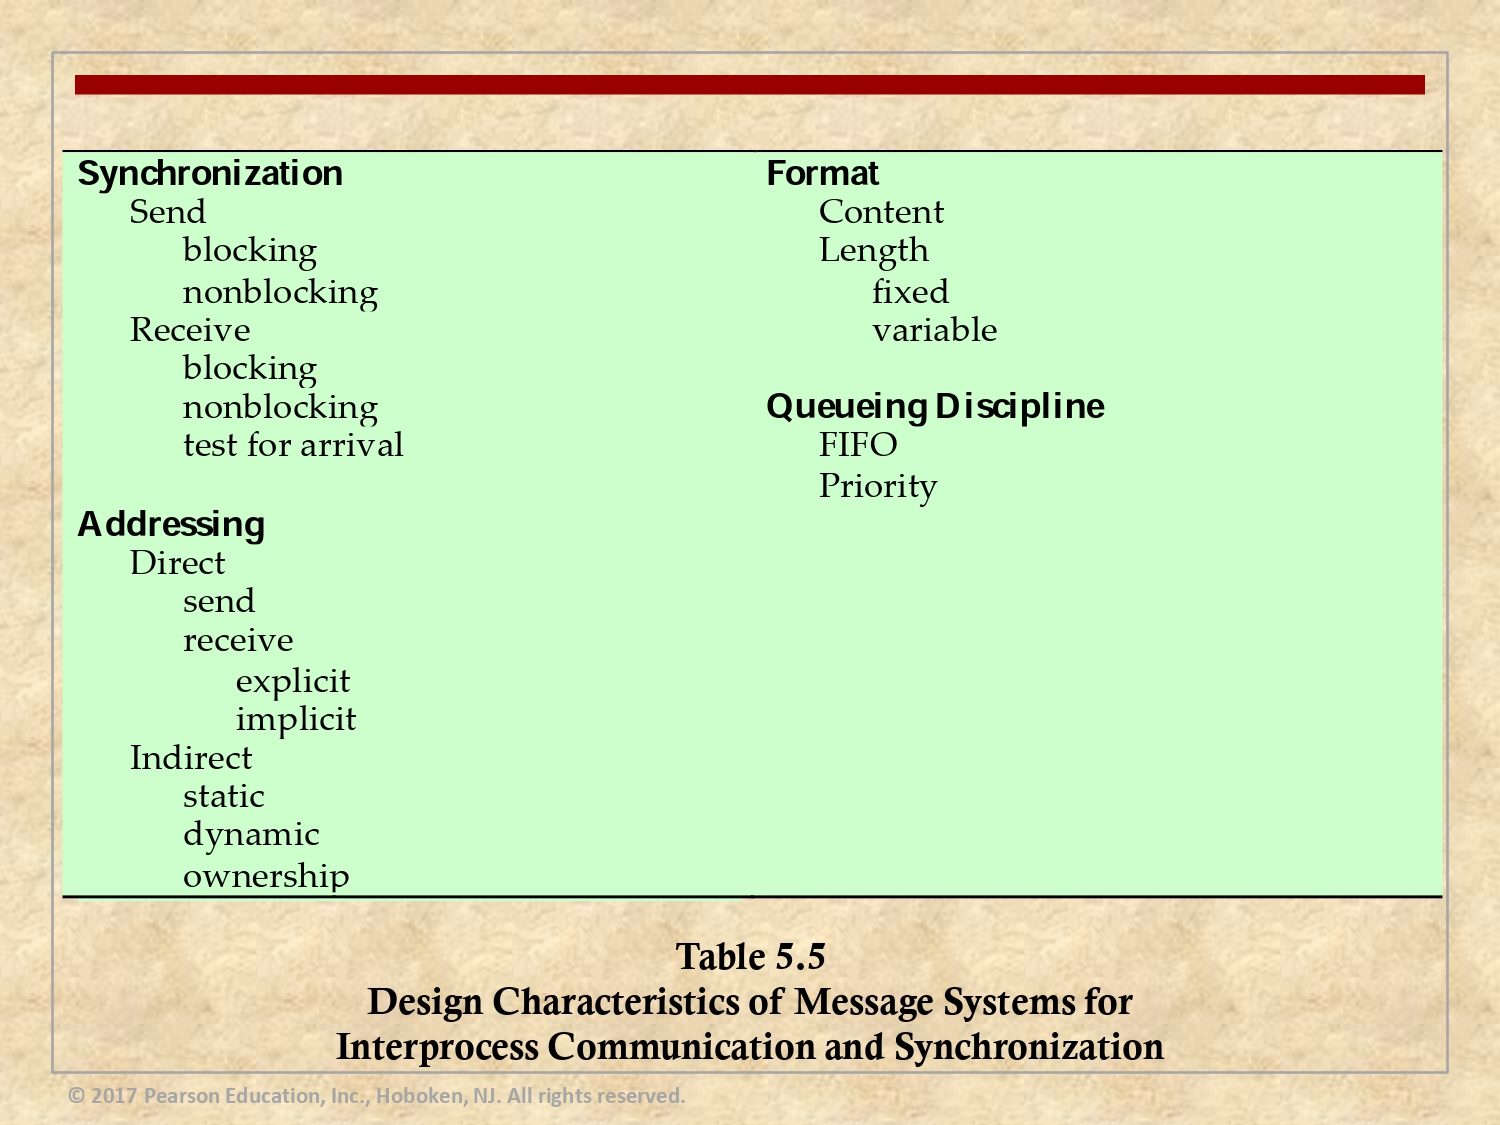 Synchronization
Send
blocking
nonblocking
Receive
blocking
nonblocking
test for arrival
Addressing
Direct
send
receive
explicit
implicit
Indirect
static
dynamic
ownership
Format
Content
Length
fixed
variable
Queueing Discipline
FIFO
Priority
Table 5.5
Design Characteristics of Message Systems for
Interprocess Communication and Synchronization
© 2017 Pearson Education, Inc., Hoboken, NJ. All rights reserved.